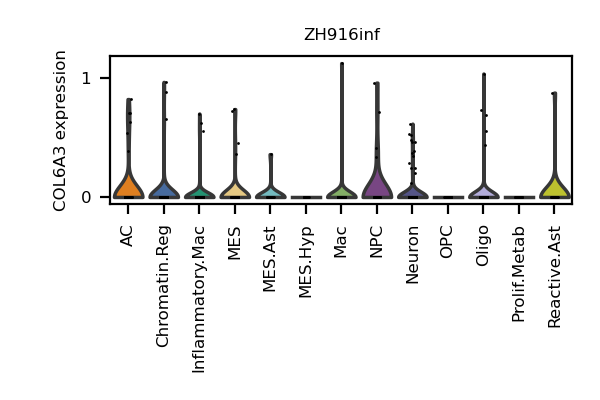 ZH916inf
COL6A3 expression
1
0
AC
Chromatin.Reg
Inflammatory.Mac
MES
MES.Ast
MES.Hyp
Mac
NPC
Neuron
OPC
Oligo
Prolif.Metab
Reactive.Ast